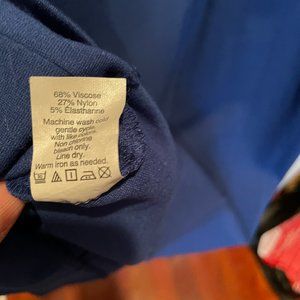 68% Viscose
27% Nylon
5% Elasthanne
Machine wash cold
gentle cycle
with like colors.
Non chlorine
bleach only.
Line dry.
Warm iron as needed.